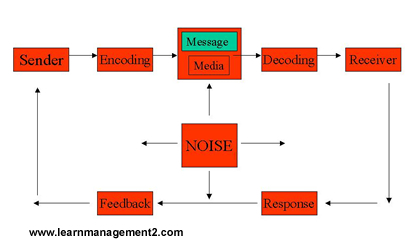 Message
Sender
Encoding
Media
Decoding
Receiver
NOISE
Feedback
Response
www.learnmanagement2.com